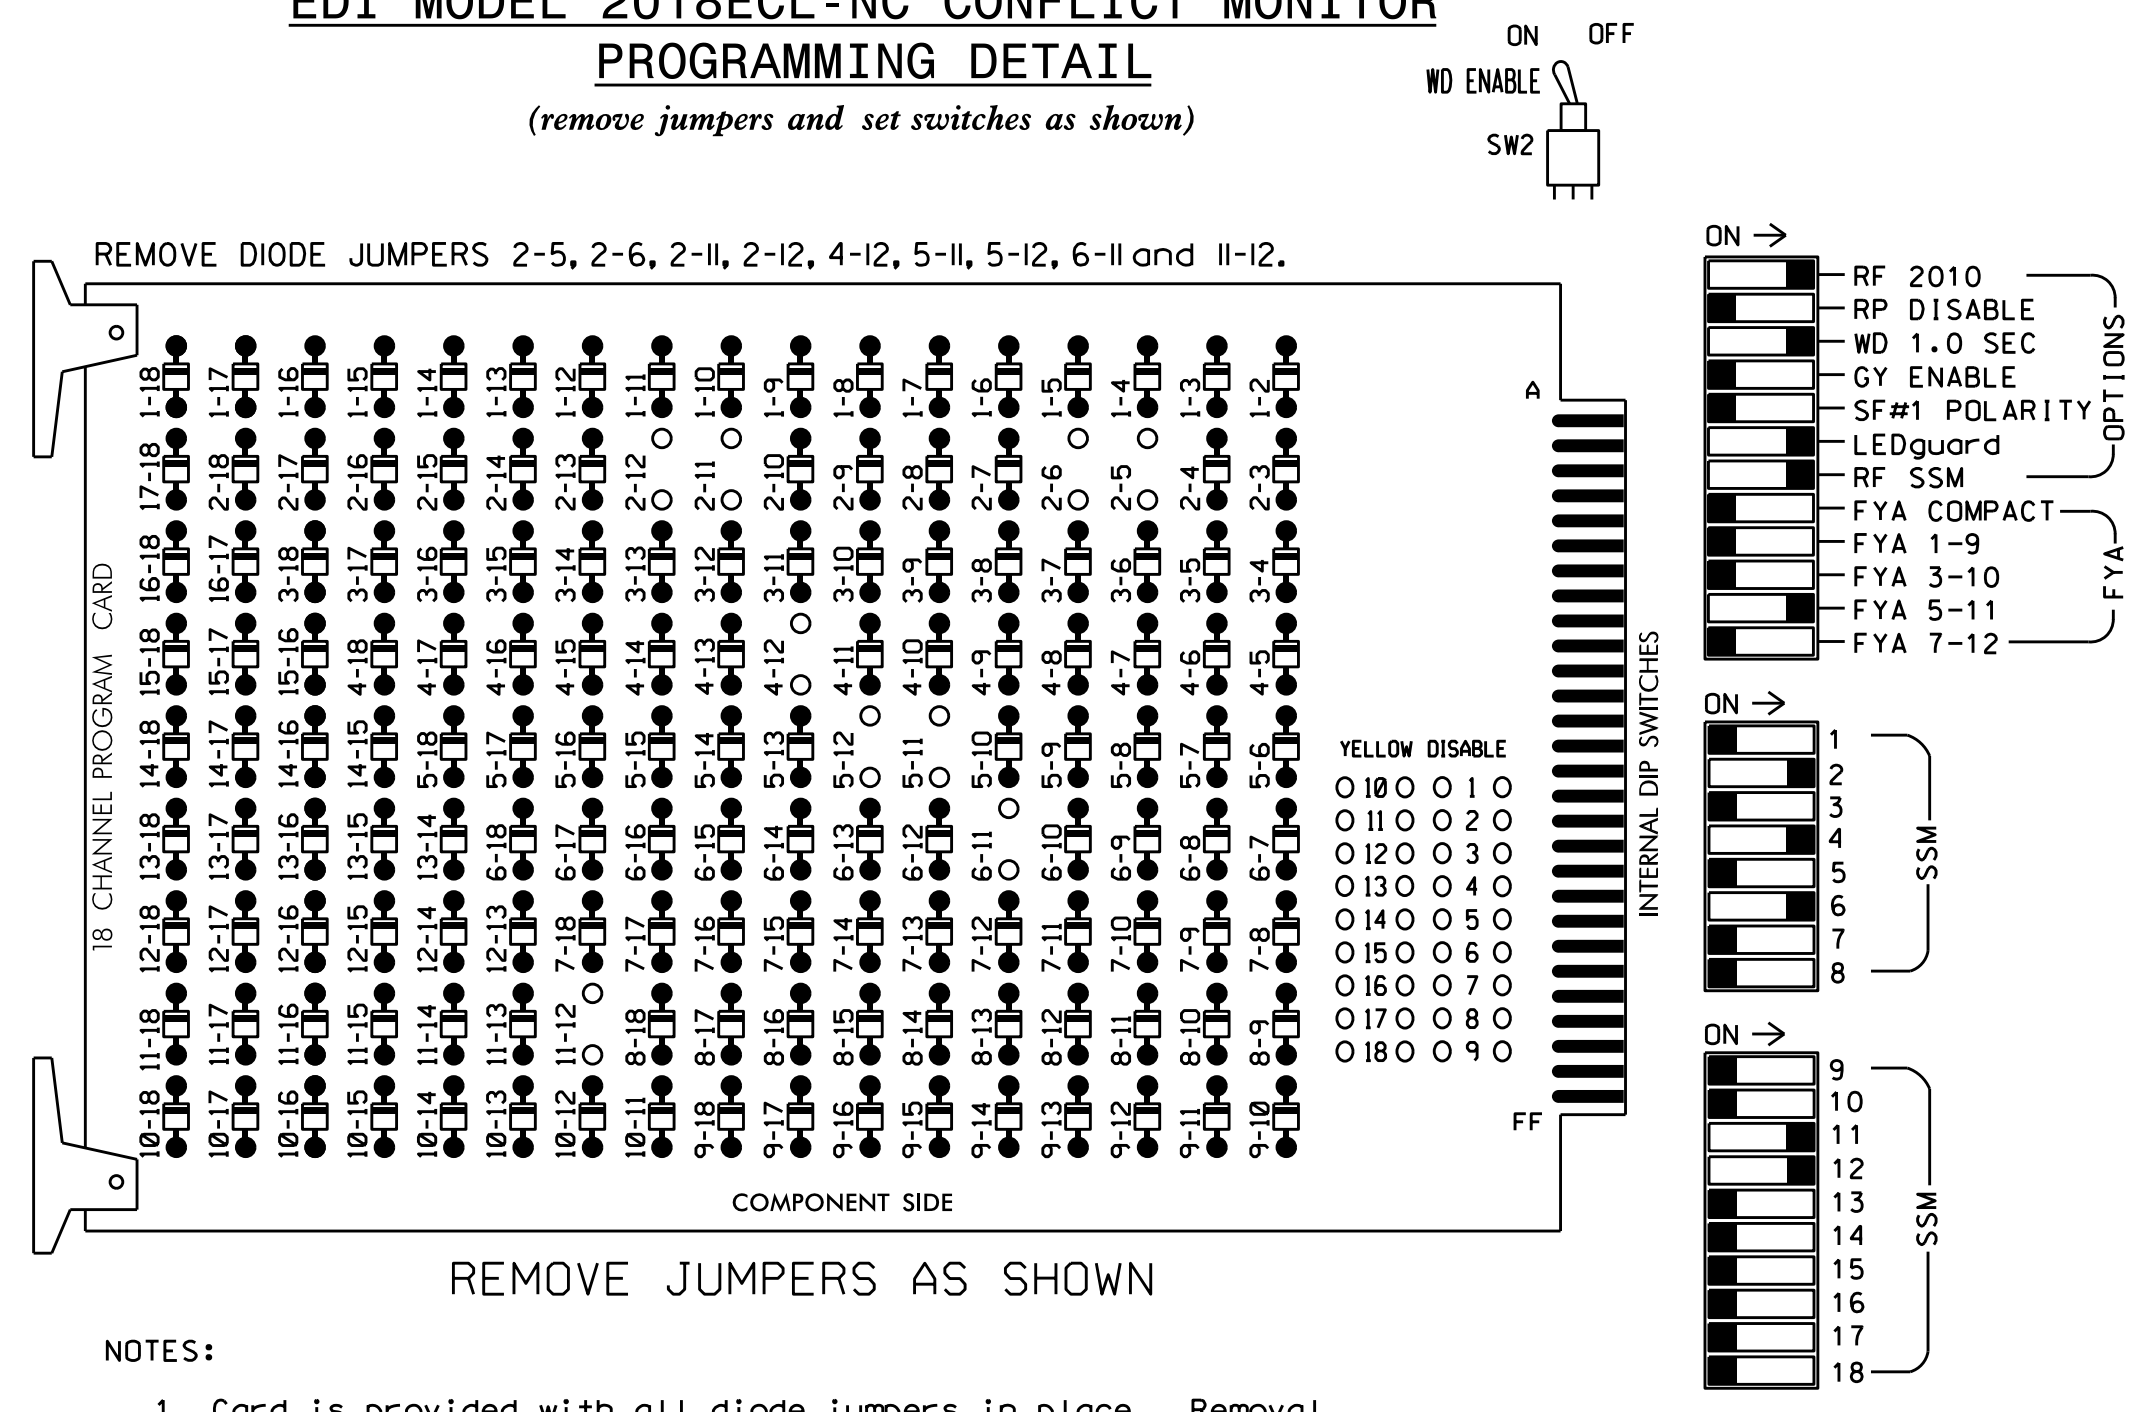 EDI MODEL 2018ECL-NC CONFLICT MONITOR
PROGRAMMING DETAIL
(remove jumpers and set switches as shown)
ON OFF
WD ENABLE
SW2
REMOVE DIODE JUMPERS 2-5, 2-6, 2-11, 2-12, 4-12, 5-11, 5-12, 6-11 and 11-12.
18 CHANNEL PROGRAM CARD
1-18 1-17 1-16 1-15 1-14 1-13 1-12 1-11 1-10 1-9 1-8 1-7 1-6 1-5 1-4 1-3 1-2
17-18 2-18 2-17 2-16 2-15 2-14 2-13 2-12 2-11 2-10 2-9 2-8 2-7 2-6 2-5 2-4 2-3
16-18 16-17 3-18 3-17 3-16 3-15 3-14 3-13 3-12 3-11 3-10 3-9 3-8 3-7 3-6 3-5 3-4
15-18 15-17 15-16 4-18 4-17 4-16 4-15 4-14 4-13 4-12 4-11 4-10 4-9 4-8 4-7 4-6 4-5
14-18 14-17 14-16 14-15 5-18 5-17 5-16 5-15 5-14 5-13 5-12 5-11 5-10 5-9 5-8 5-7 5-6
13-18 13-17 13-16 13-15 13-14 6-18 6-17 6-16 6-15 6-14 6-13 6-12 6-11 6-10 6-9 6-8 6-7
12-18 12-17 12-16 12-15 12-14 12-13 7-18 7-17 7-16 7-15 7-14 7-13 7-12 7-11 7-10 7-9 7-8
11-18 11-17 11-16 11-15 11-14 11-13 11-12 8-18 8-17 8-16 8-15 8-14 8-13 8-12 8-11 8-10 8-9
10-18 10-17 10-16 10-15 10-14 10-13 10-12 10-11 9-18 9-17 9-16 9-15 9-14 9-13 9-12 9-11 9-10
A
YELLOW DISABLE
10 1
11 2
12 3
13 4
14 5
15 6
16 7
17 8
18 9
FF
COMPONENT SIDE
INTERNAL DIP SWITCHES
ON
RF 2010
RP DISABLE
WD 1.0 SEC
GY ENABLE
SF#1 POLARITY
LEDguard
RF SSM
OPTIONS
FYA COMPACT
FYA 1-9
FYA 3-10
FYA 5-11
FYA 7-12
FYA
ON
1
2
3
4
5
6
7
8
SSM
ON
9
10
11
12
13
14
15
16
17
18
SSM
REMOVE JUMPERS AS SHOWN
NOTES:
1. Card is provided with all diode jumpers in place. Removal